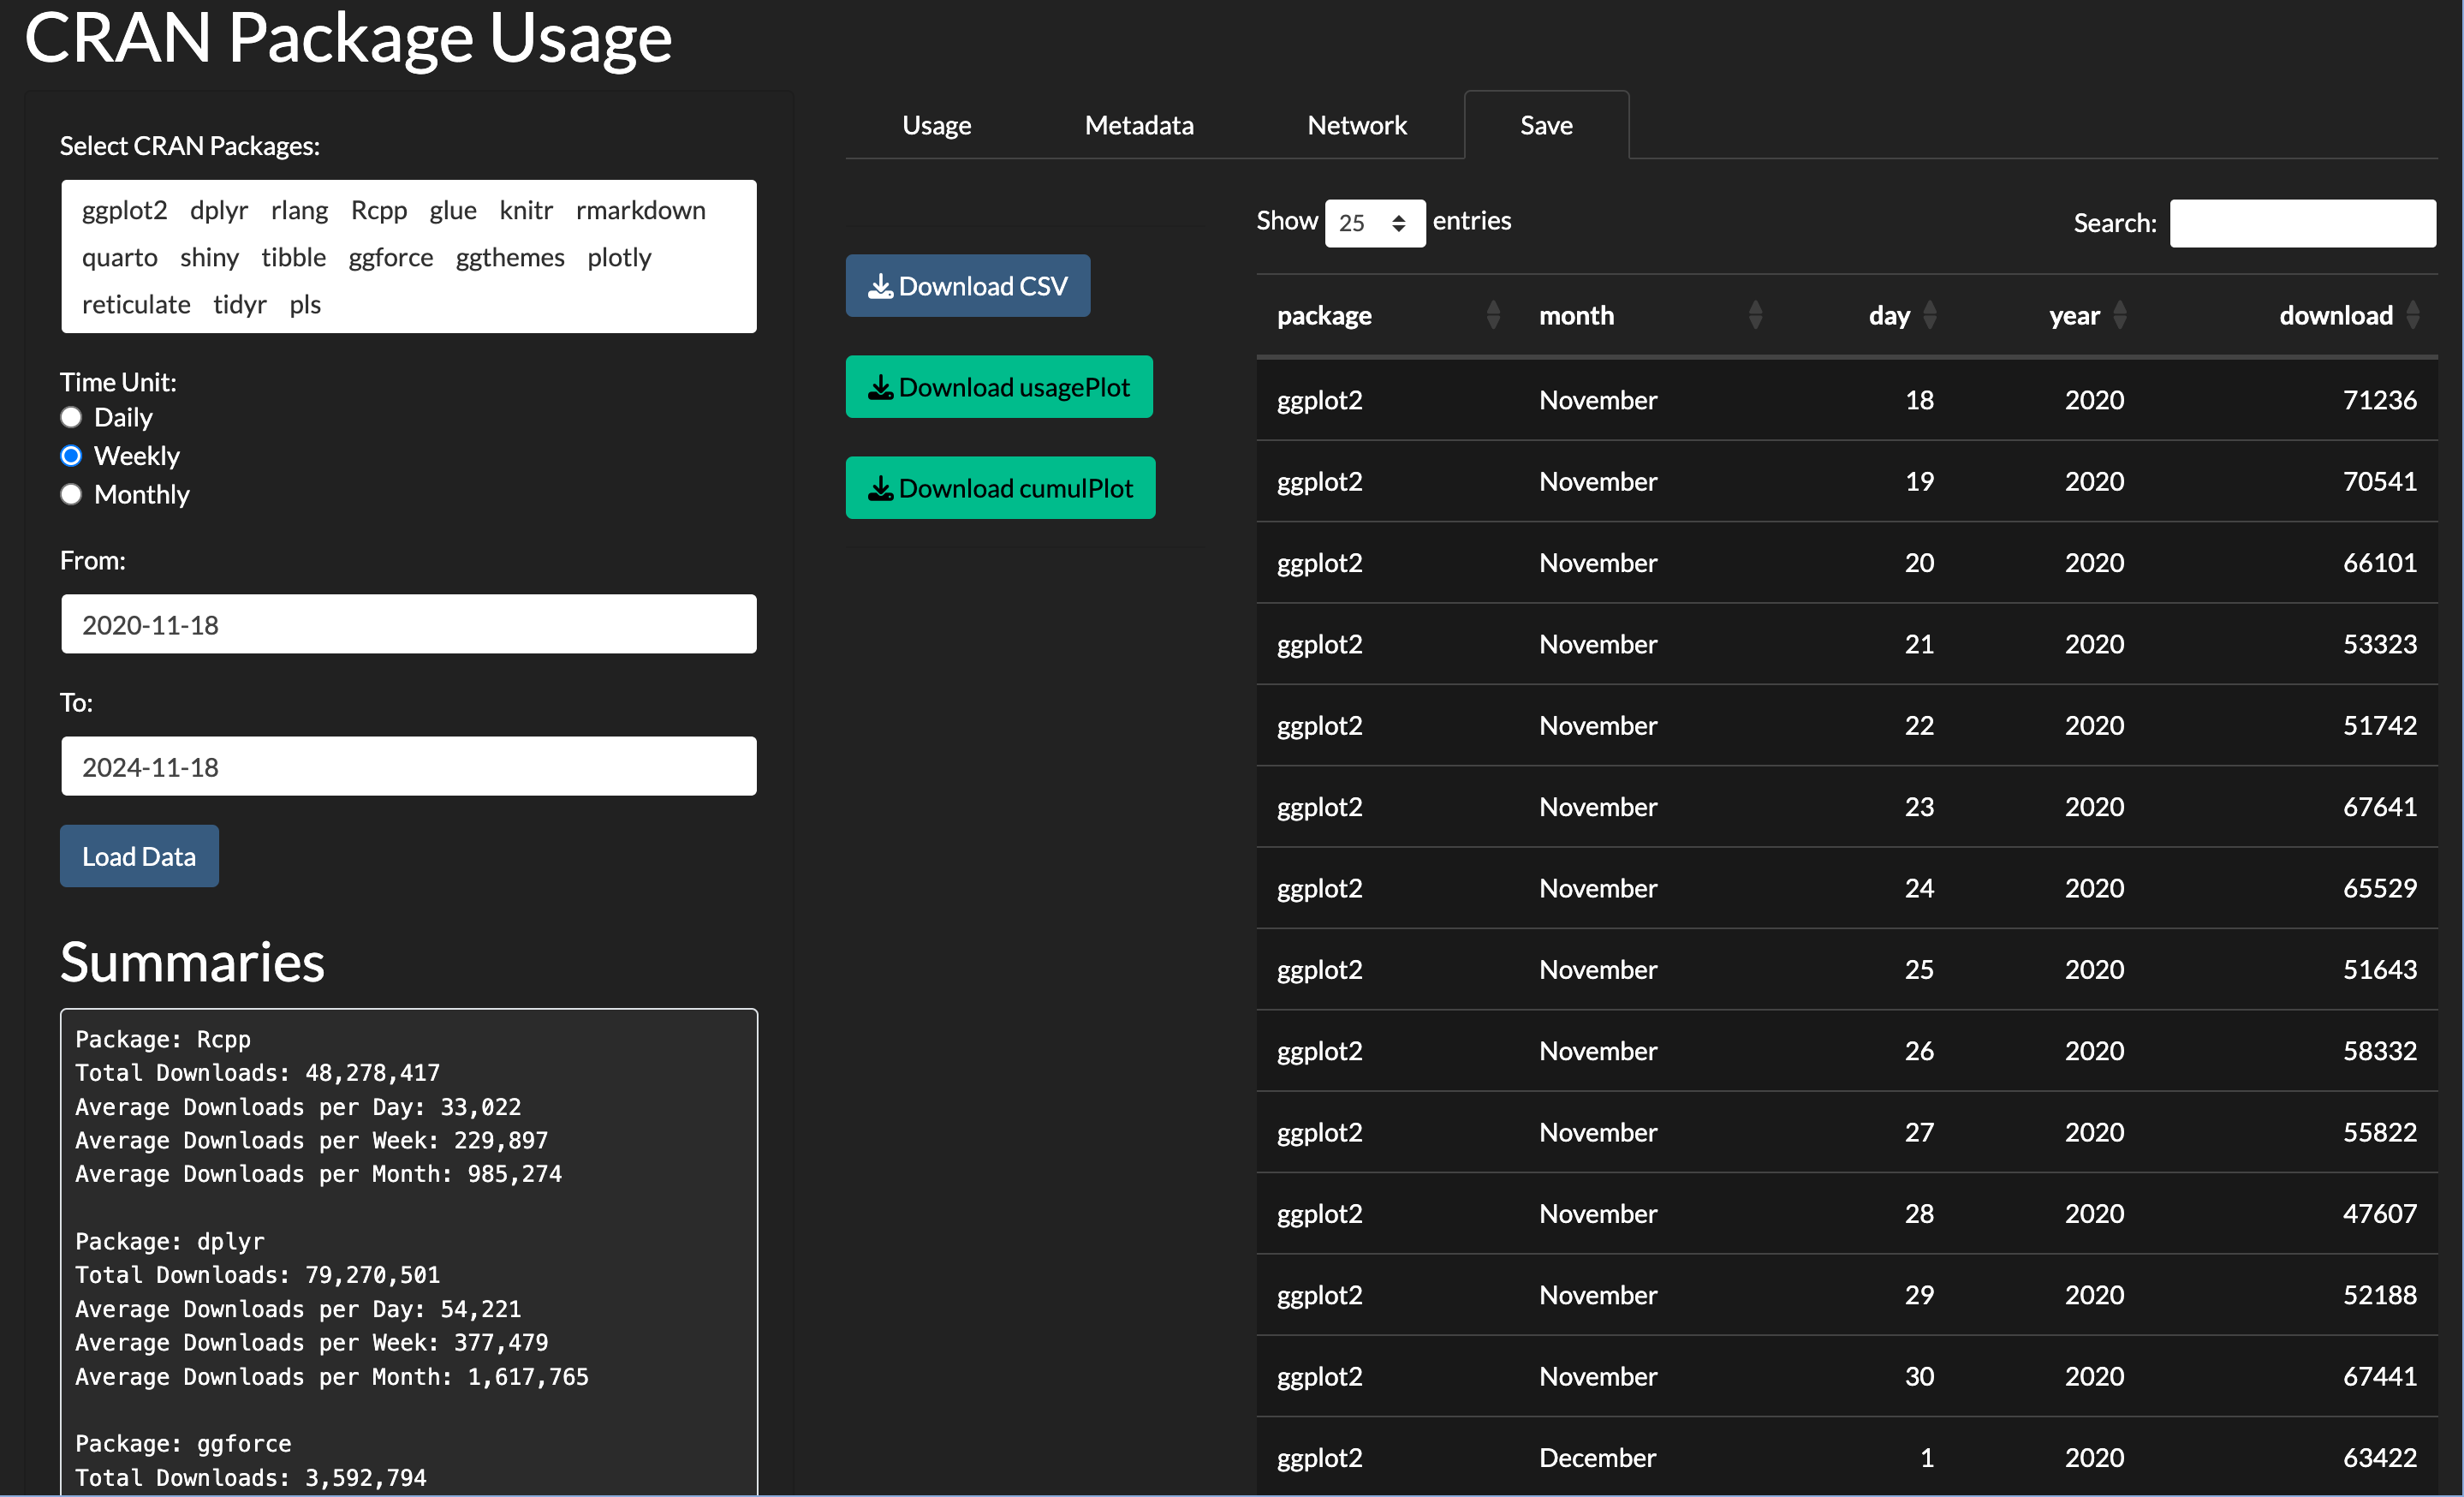 CRAN Package Usage
Select CRAN Packages:
ggplot2 dplyr rlang Rcpp glue knitr rmarkdown
quarto shiny tibble ggforce ggthemes plotly
reticulate tidyr pls
Time Unit:
Daily
Weekly
Monthly
From:
2020-11-18
To:
2024-11-18
Load Data
Summaries
Package: Rcpp
Total Downloads: 48,278,417
Average Downloads per Day: 33,022
Average Downloads per Week: 229,897
Average Downloads per Month: 985,274
Package: dplyr
Total Downloads: 79,270,501
Average Downloads per Day: 54,221
Average Downloads per Week: 377,479
Average Downloads per Month: 1,617,765
Package: ggforce
Total Downloads: 3,592,794
Usage Metadata Network Save
Download CSV
Download usagePlot
Download cumulPlot
Show 25 entries Search:
package month day year download
ggplot2 November 18 2020 71236
ggplot2 November 19 2020 70541
ggplot2 November 20 2020 66101
ggplot2 November 21 2020 53323
ggplot2 November 22 2020 51742
ggplot2 November 23 2020 67641
ggplot2 November 24 2020 65529
ggplot2 November 25 2020 51643
ggplot2 November 26 2020 58332
ggplot2 November 27 2020 55822
ggplot2 November 28 2020 47607
ggplot2 November 29 2020 52188
ggplot2 November 30 2020 67441
ggplot2 December 1 2020 63422